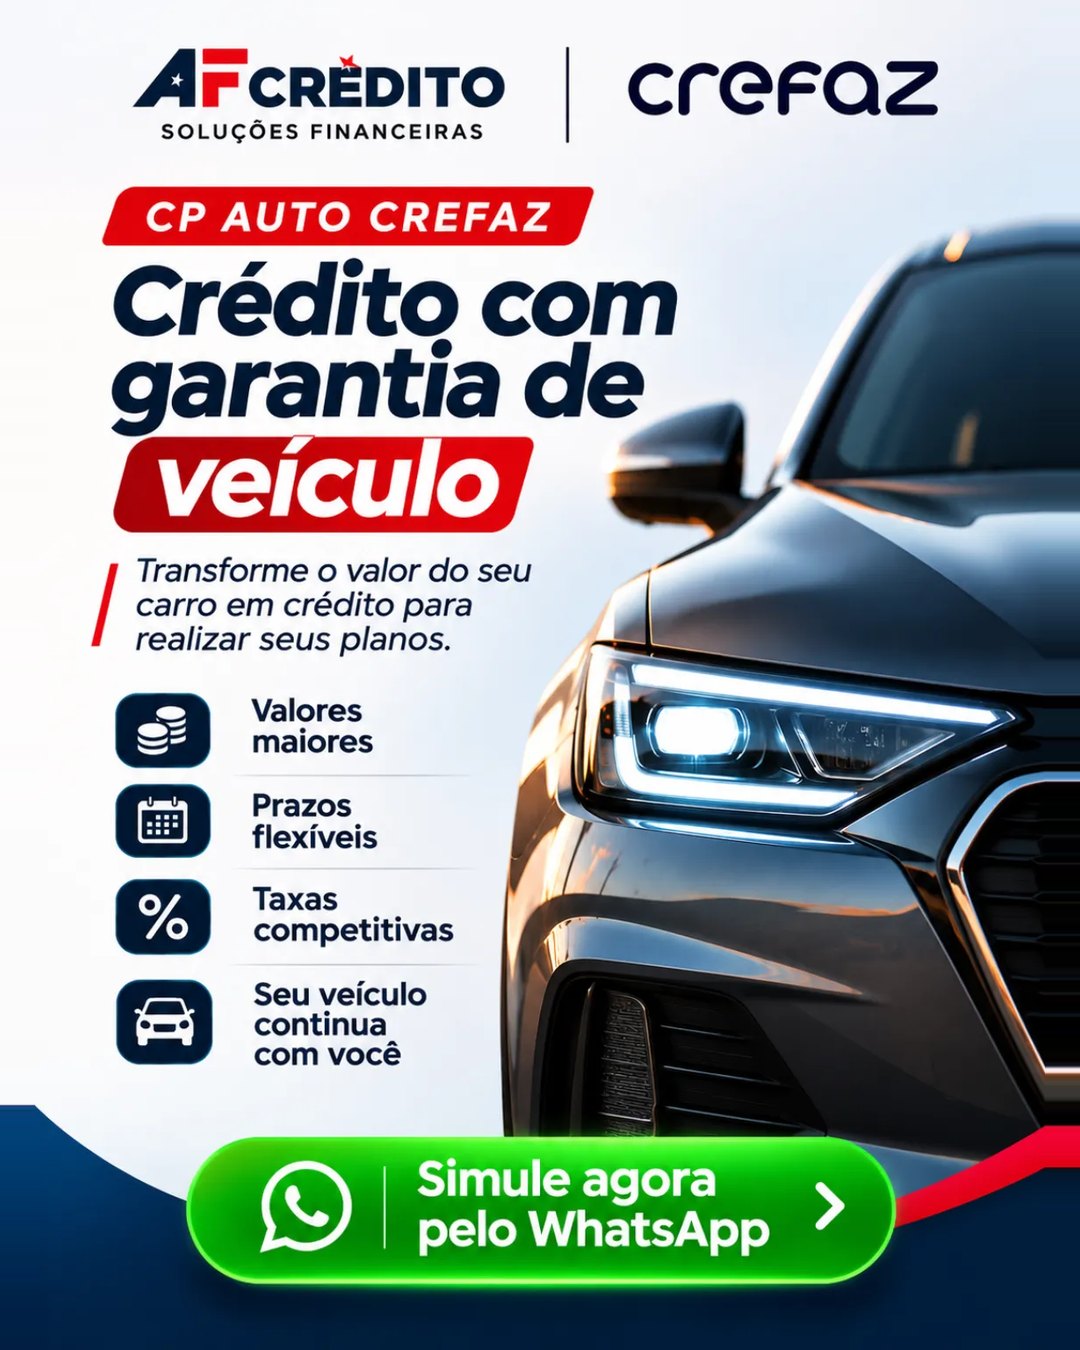 AF CRÉDITO
SOLUÇÕES FINANCEIRAS
crefaz
CP AUTO CREFAZ
Crédito com
garantia de
veículo
Transforme o valor do seu
carro em crédito para
realizar seus planos.
Valores
maiores
Prazos
flexíveis
%
Taxas
competitivas
Seu veículo
continua
com você
Simule agora
pelo WhatsApp